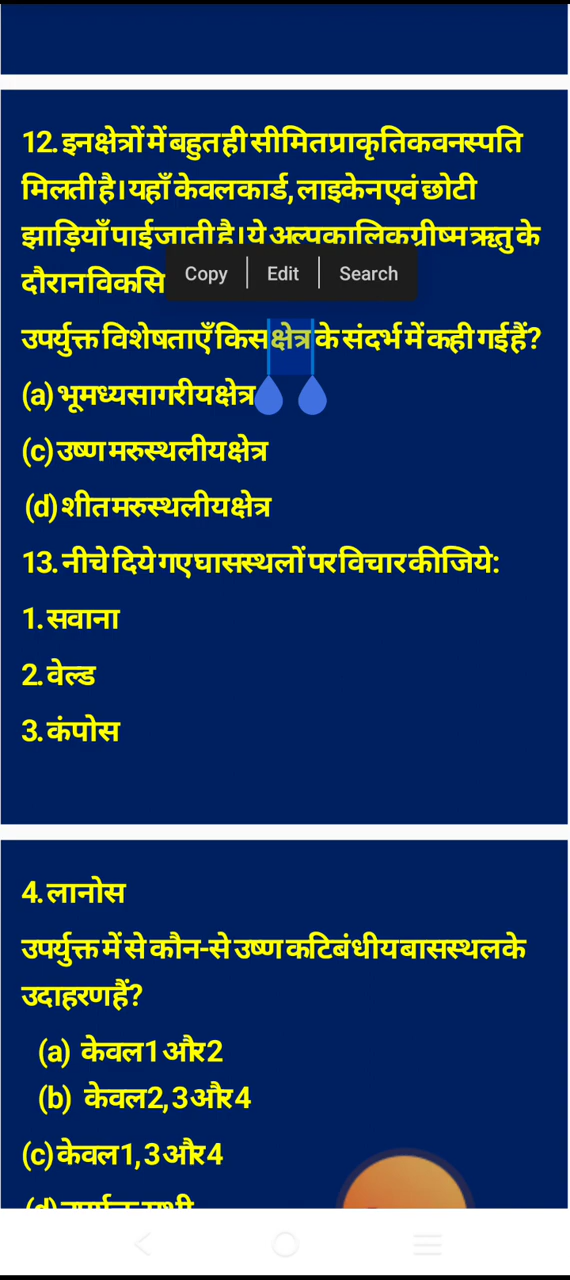 12. इन क्षेत्रों में बहुत ही सीमित प्राकृतिक वनस्पति
मिलती है। यहाँ केवल कार्ड, लाइकेन एवं छोटी
झाड़ियाँ पाई जाती है। ये अल्पकालिक ग्रीष्म ऋतु के
दौरान विकसि
Copy
Edit
Search
उपर्युक्त विशेषताएँ किस क्षेत्र के संदर्भ में कही गई हैं?
(a) भूमध्यसागरीय क्षेत्र
(c) उष्ण मरुस्थलीय क्षेत्र
(d) शीत मरुस्थलीय क्षेत्र
13. नीचे दिये गए घासस्थलों पर विचार कीजिये:
1. सवाना
2. वेल्ड
3. कंपोस
4. लानोस
उपर्युक्त में से कौन-से उष्ण कटिबंधीय बासस्थल के
उदाहरण हैं?
(a) केवल 1 और 2
(b) केवल 2, 3 और 4
(c) केवल 1, 3 और 4